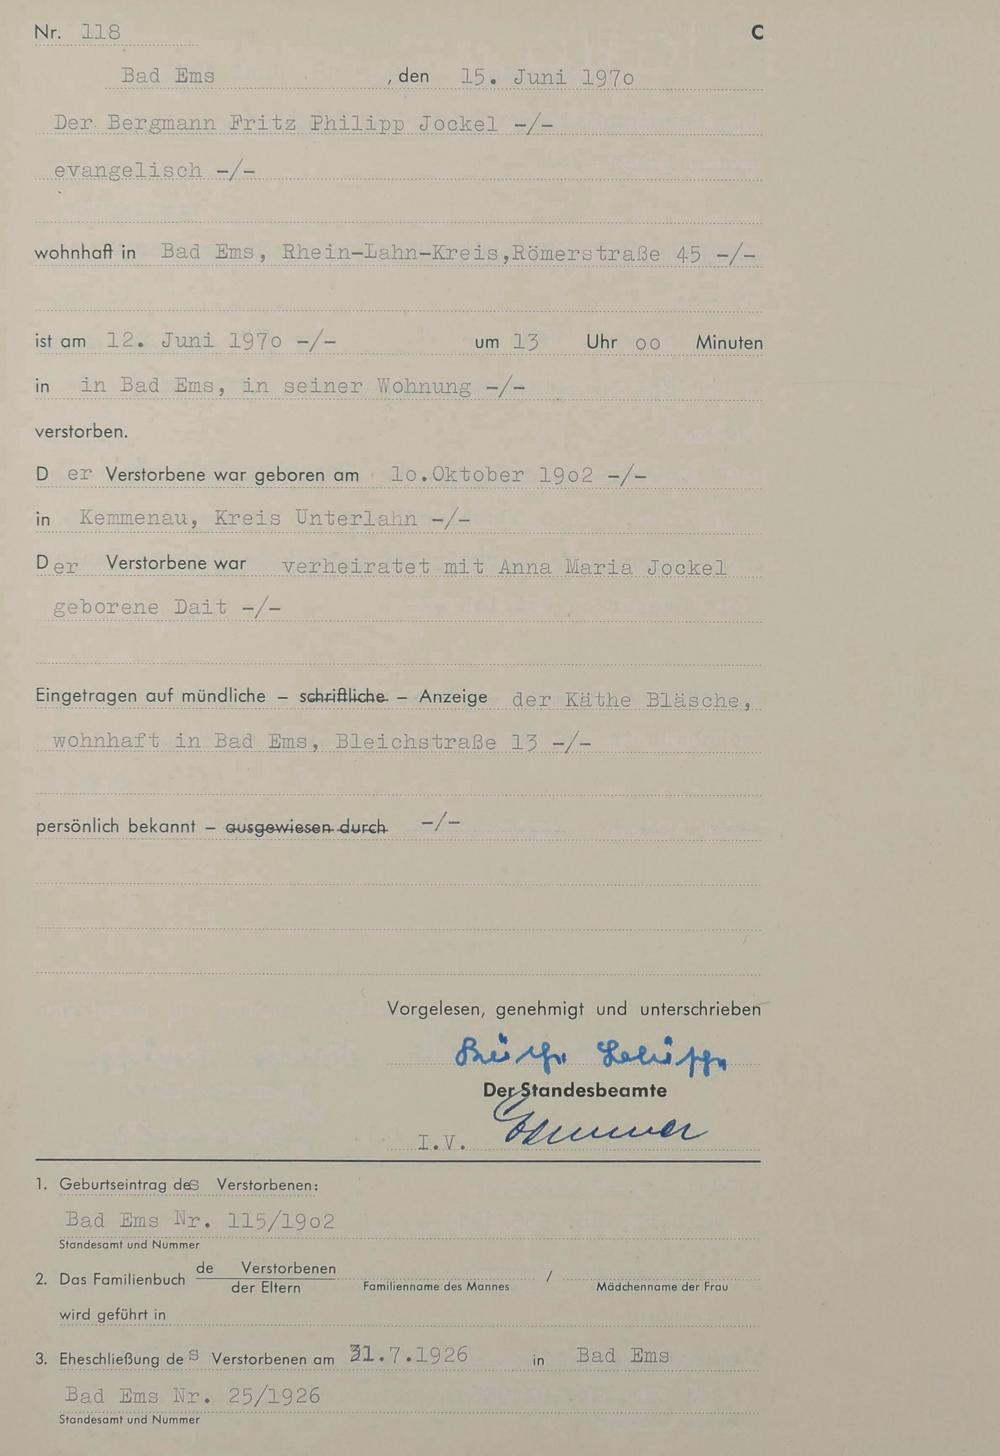 Nr. 118 C
Bad Ems , den 15. Juni 197o
Der Bergmann Fritz Philipp Jockel -/-
evangelisch -/-
wohnhaft in Bad Ems, Rhein-Lahn-Kreis,Römerstraße 45 -/-
ist am 12. Juni 197o -/- um 13 Uhr oo Minuten
in in Bad Ems, in seiner Wohnung -/-
verstorben.
D er Verstorbene war geboren am 1o.Oktober 19o2 -/-
in Kemmenau, Kreis Unterlahn -/-
Der Verstorbene war verheiratet mit Anna Maria Jockel
geborene Dait -/-
Eingetragen auf mündliche – schriftliche – Anzeige der Käthe Bläsche,
wohnhaft in Bad Ems, Bleichstraße 13 -/-
persönlich bekannt – ausgewiesen durch -/-
Vorgelesen, genehmigt und unterschrieben
Der Standesbeamte
I.V.
1. Geburtseintrag des Verstorbenen:
Bad Ems Nr. 115/19o2
Standesamt und Nummer
2. Das Familienbuch de Verstorbenen
der Eltern
/
Familienname des Mannes Mädchenname der Frau
wird geführt in
3. Eheschließung des Verstorbenen am 31.7.1926 in Bad Ems
Bad Ems Nr. 25/1926
Standesamt und Nummer